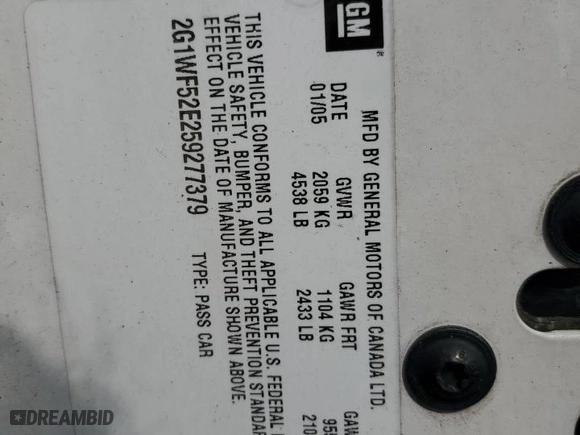 GM
MFD BY GENERAL MOTORS OF CANADA LTD.
DATE GVWR GAWR FRT
01/05 2059 KG 1104 KG
4538 LB 2433 LB
THIS VEHICLE CONFORMS TO ALL APPLICABLE U.S. FEDERAL
VEHICLE SAFETY, BUMPER, AND THEFT PREVENTION
EFFECT ON THE DATE OF MANUFACTURE SHOWN ABOVE.
2G1WF52E259277379 TYPE: PASS CAR
DREAMBID